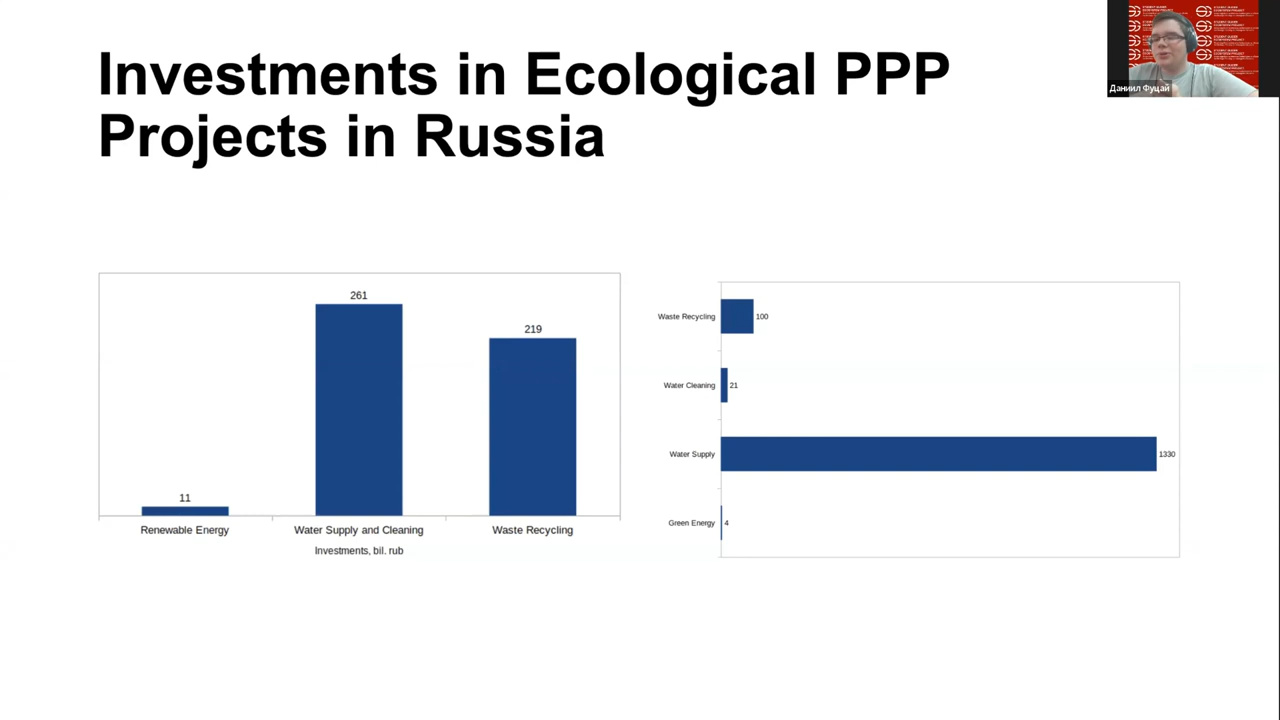 Investments in Ecological PPP
Projects in Russia
Даниил Фуцай
261
219
11
Renewable Energy
Water Supply and Cleaning
Waste Recycling
Investments, bil. rub
Waste Recycling
100
Water Cleaning
21
Water Supply
1330
Green Energy
4